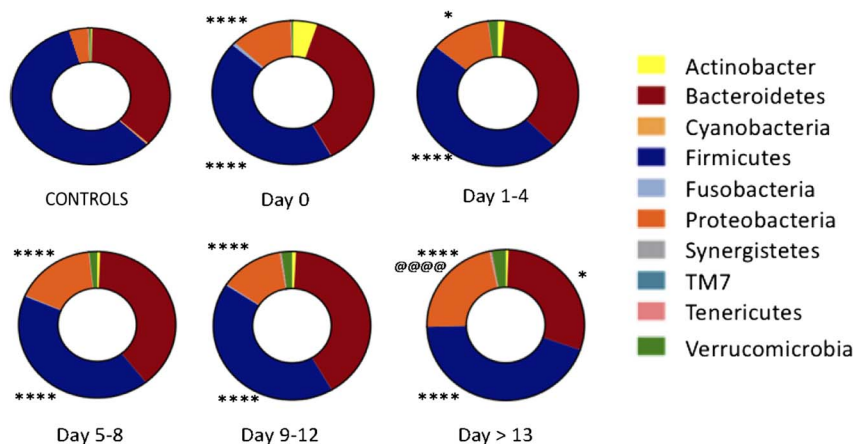 ****
*
****
****
CONTROLS
Day 0
Day 1-4
****
****
****
@@@@
*
****
****
****
Day 5-8
Day 9-12
Day > 13
Actinobacter
Bacteroidetes
Cyanobacteria
Firmicutes
Fusobacteria
Proteobacteria
Synergistetes
TM7
Tenericutes
Verrucomicrobia